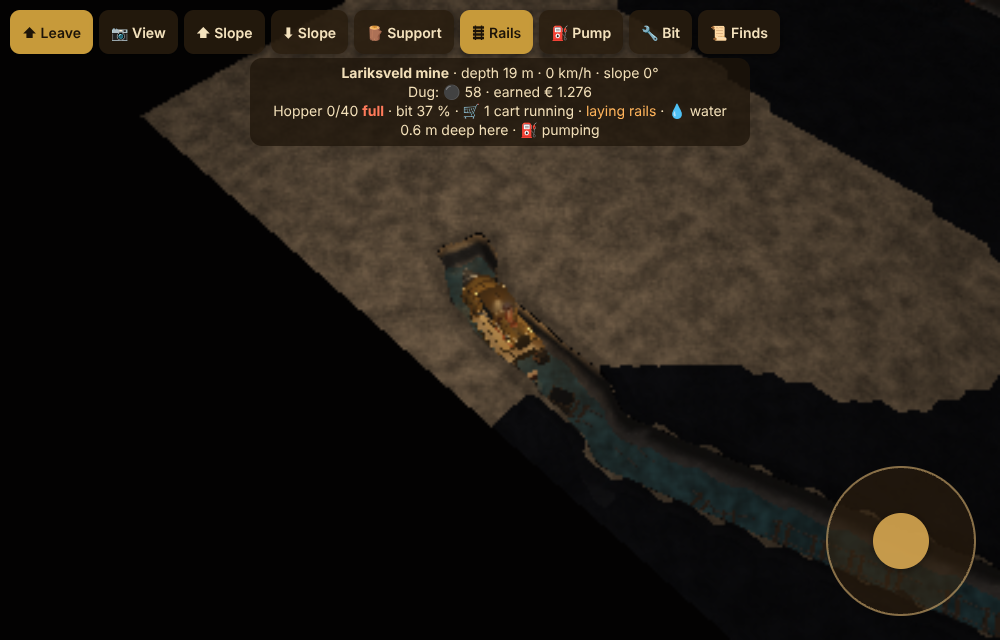 ⬆ Leave
📷 View
⬆ Slope
⬇ Slope
🪵 Support
🛤 Rails
⛽ Pump
🔧 Bit
📜 Finds
Lariksveld mine · depth 19 m · 0 km/h · slope 0°
Dug: ⚫ 58 · earned € 1.276
Hopper 0/40 full · bit 37 % · 🛒 1 cart running · laying rails · 💧 water
0.6 m deep here · ⛽ pumping